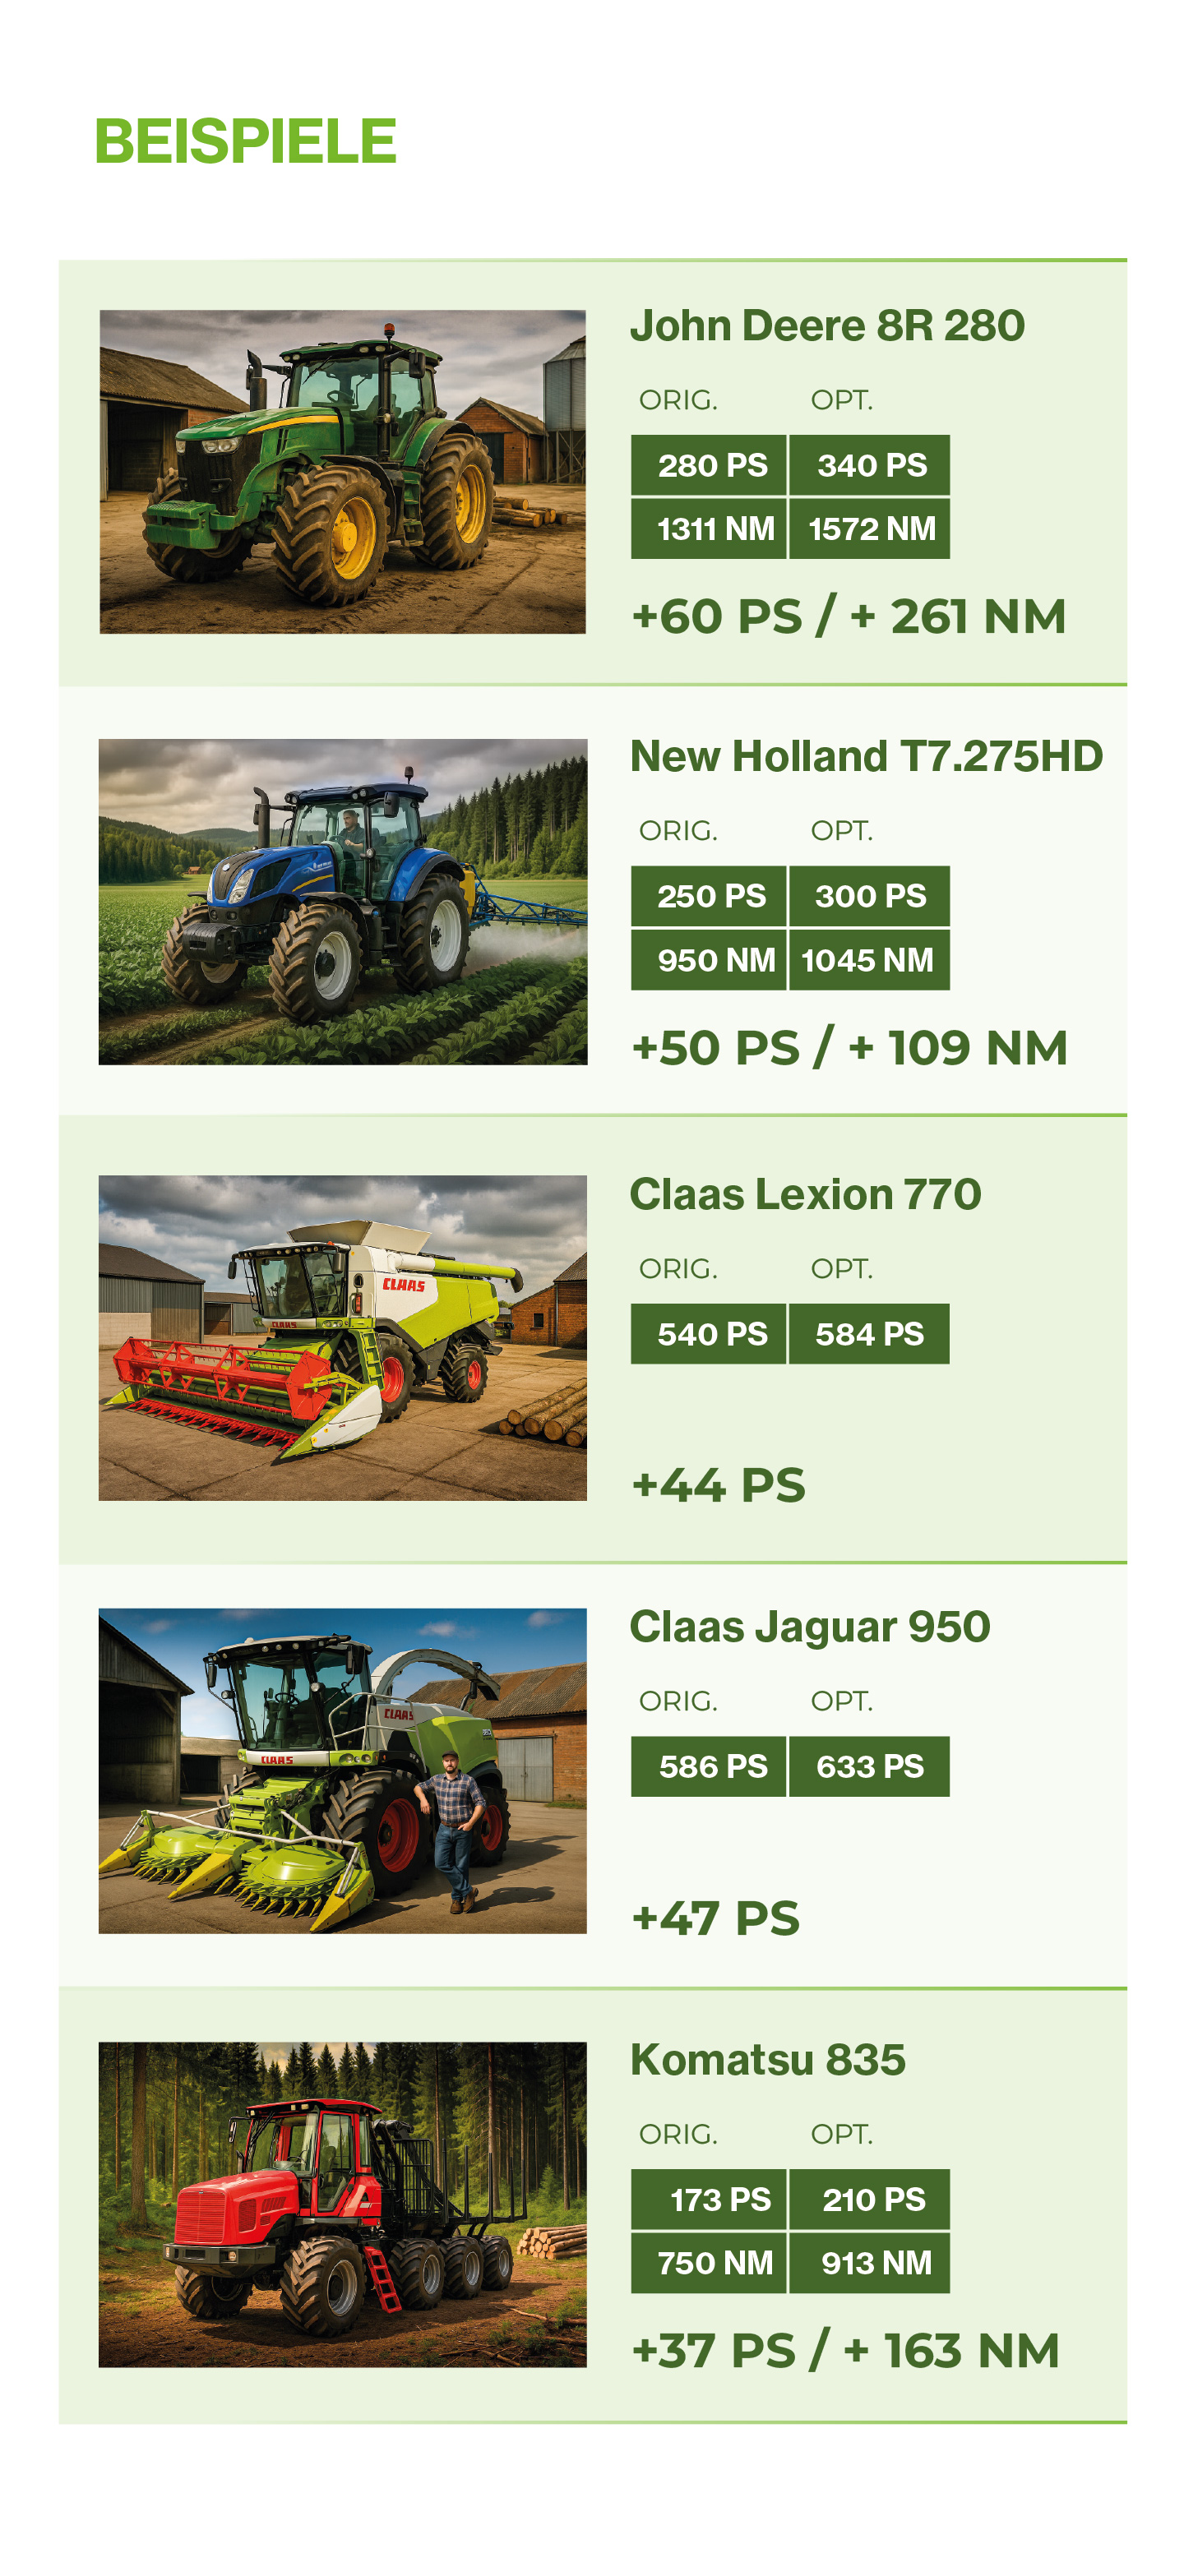 BEISPIELE
John Deere 8R 280
ORIG. OPT.
280 PS 340 PS
1311 NM 1572 NM
+60 PS / + 261 NM
New Holland T7.275HD
ORIG. OPT.
250 PS 300 PS
950 NM 1045 NM
+50 PS / + 109 NM
Claas Lexion 770
ORIG. OPT.
540 PS 584 PS
+44 PS
CLAAS
CLAAS
Claas Jaguar 950
ORIG. OPT.
586 PS 633 PS
+47 PS
CLAAS
CLAAS
Komatsu 835
ORIG. OPT.
173 PS 210 PS
750 NM 913 NM
+37 PS / + 163 NM